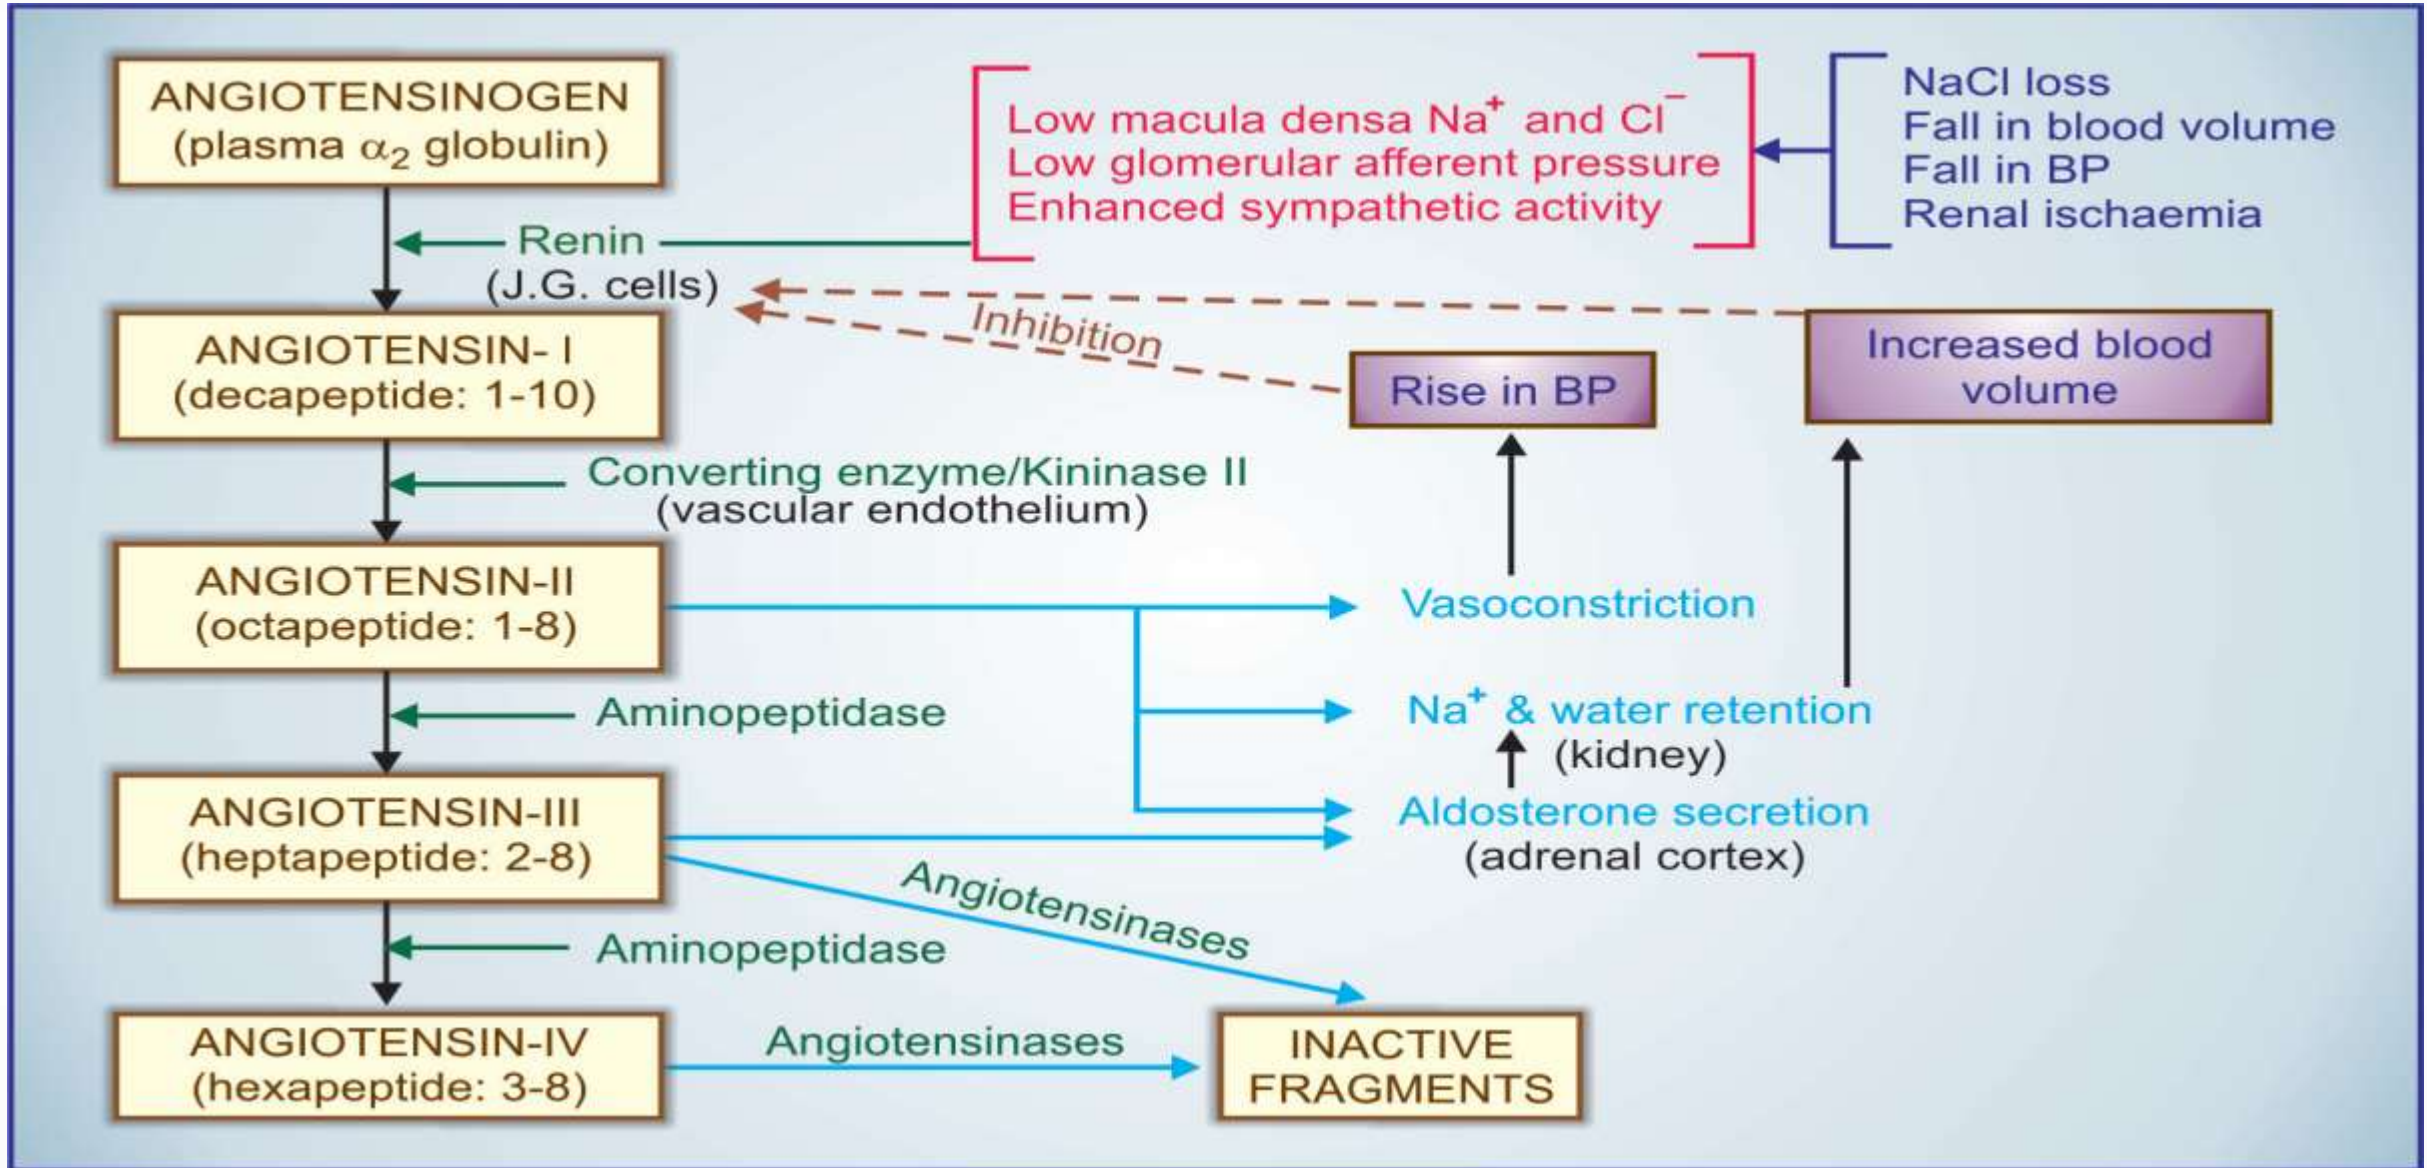 ANGIOTENSINOGEN
(plasma α₂ globulin)
Low macula densa Na⁺ and Cl⁻
Low glomerular afferent pressure
Enhanced sympathetic activity
NaCl loss
Fall in blood volume
Fall in BP
Renal ischaemia
Renin
(J.G. cells)
Inhibition
ANGIOTENSIN- I
(decapeptide: 1-10)
Rise in BP
Increased blood
volume
Converting enzyme/Kininase II
(vascular endothelium)
ANGIOTENSIN-II
(octapeptide: 1-8)
Vasoconstriction
Aminopeptidase
Na⁺ & water retention
(kidney)
ANGIOTENSIN-III
(heptapeptide: 2-8)
Aldosterone secretion
(adrenal cortex)
Angiotensinases
Aminopeptidase
ANGIOTENSIN-IV
(hexapeptide: 3-8)
Angiotensinases
INACTIVE
FRAGMENTS